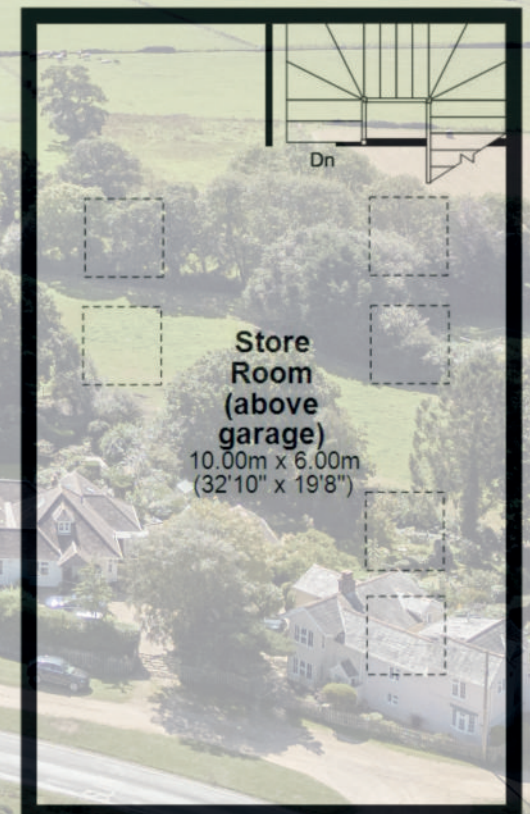 Dn
Store
Room
(above
garage)
10.00m x 6.00m
(32'10" x 19'8")